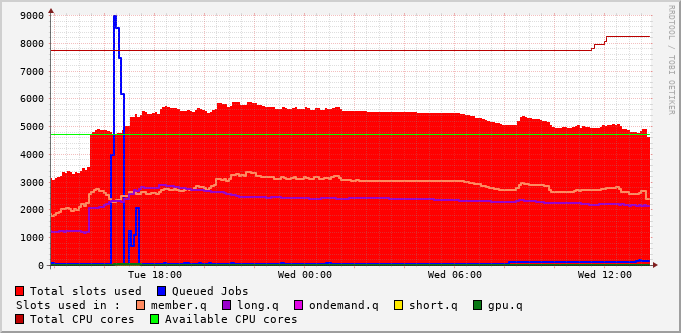 RRDTOOL / TOBI OETIKER
9000
8000
7000
6000
5000
4000
3000
2000
1000
0
Tue 18:00 Wed 00:00 Wed 06:00 Wed 12:00
Total slots used Queued Jobs
Slots used in : member.q long.q ondemand.q short.q gpu.q
Total CPU cores Available CPU cores